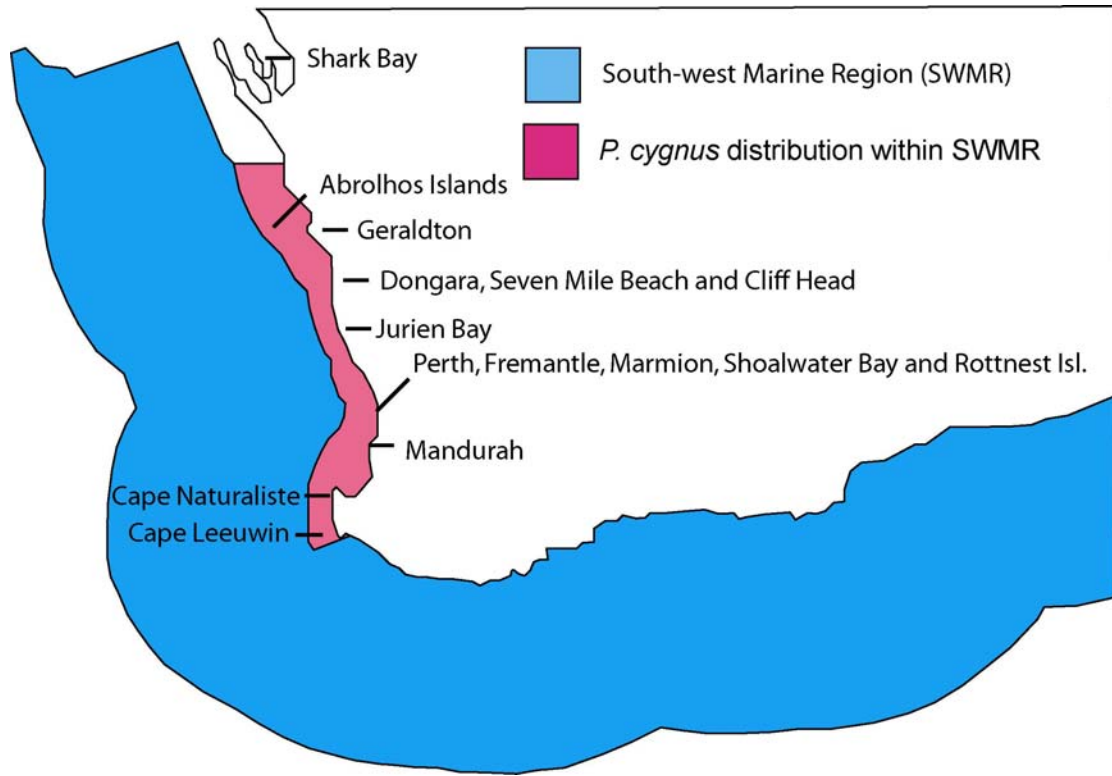 Shark Bay
South-west Marine Region (SWMR)
P. cygnus distribution within SWMR
Abrolhos Islands
Geraldton
Dongara, Seven Mile Beach and Cliff Head
Jurien Bay
Perth, Fremantle, Marmion, Shoalwater Bay and Rottnest Isl.
Mandurah
Cape Naturaliste
Cape Leeuwin